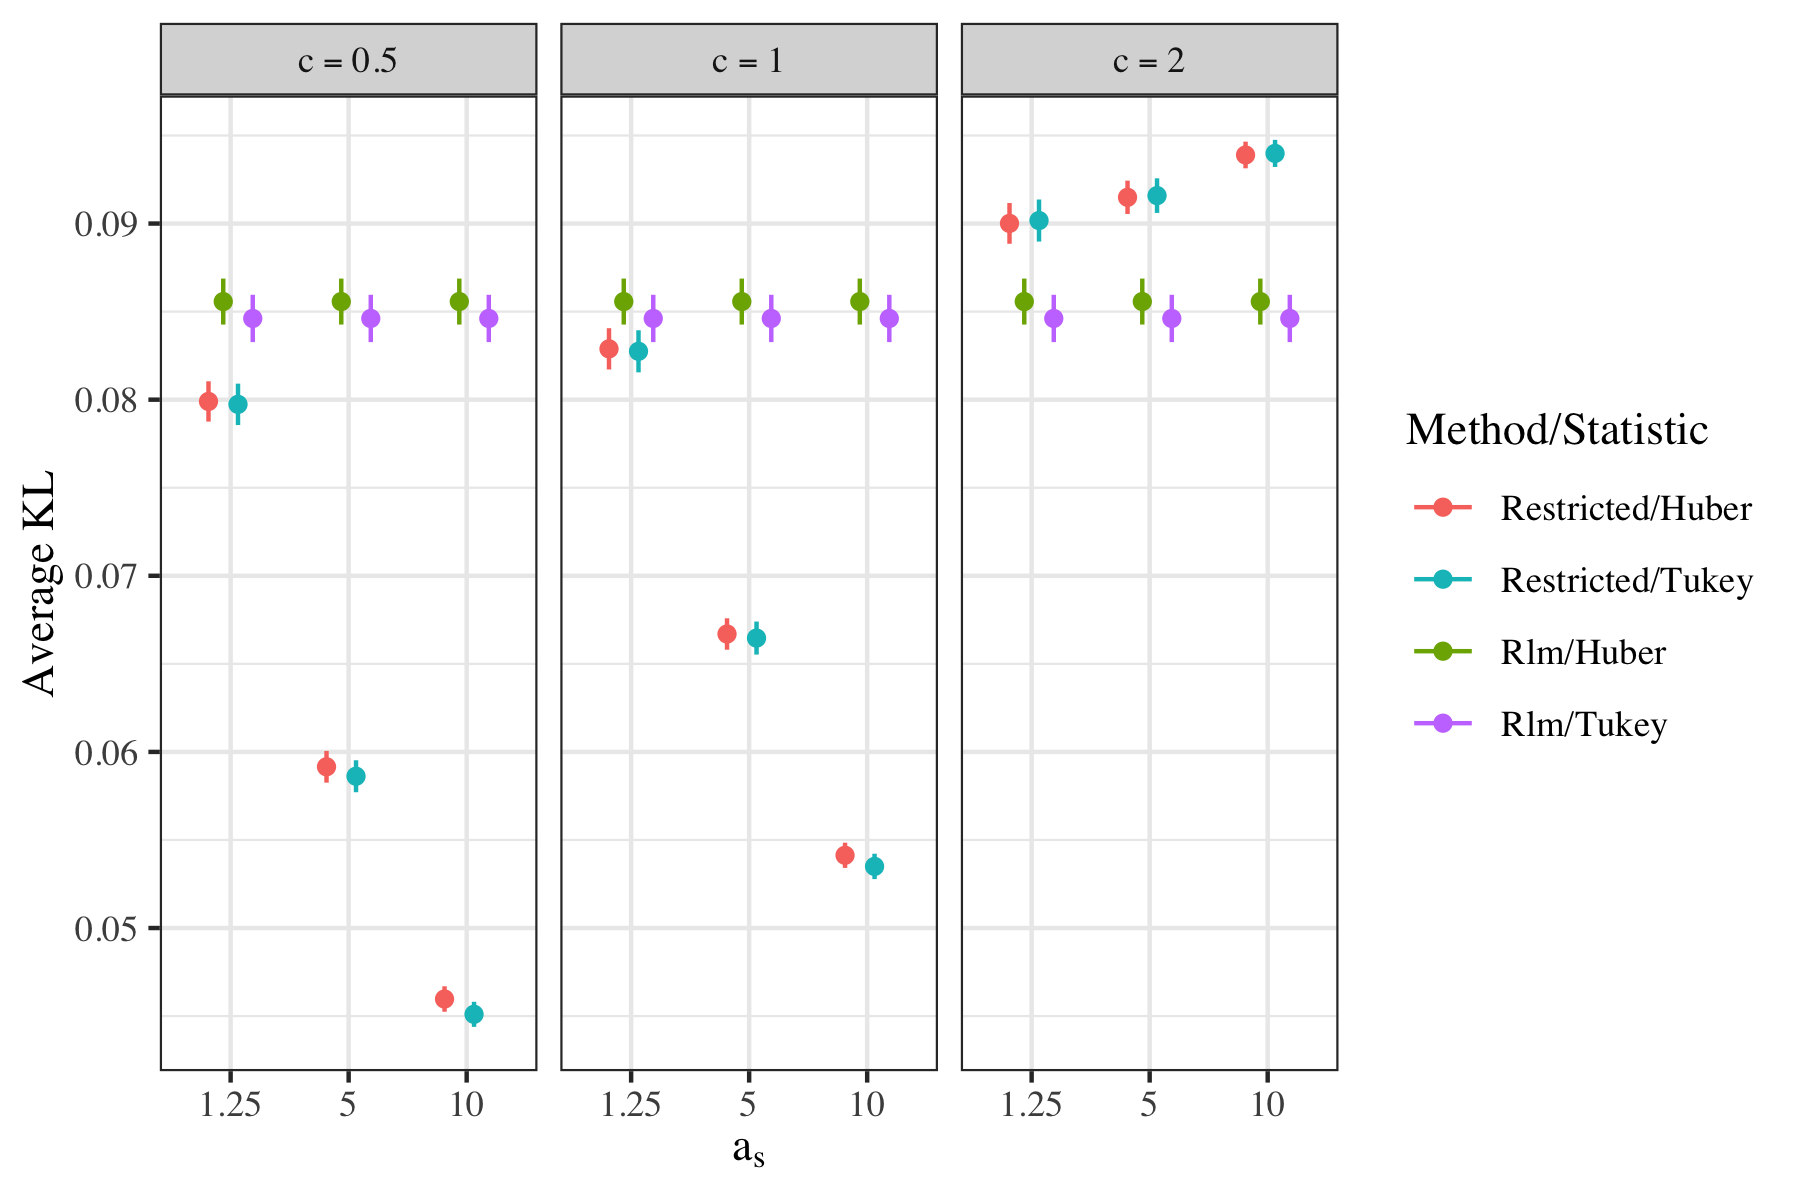 c = 0.5 c = 1 c = 2
0.09
0.08
0.07
0.06
0.05
Average KL
1.25 5 10 1.25 5 10 1.25 5 10
aₛ
Method/Statistic
Restricted/Huber
Restricted/Tukey
Rlm/Huber
Rlm/Tukey